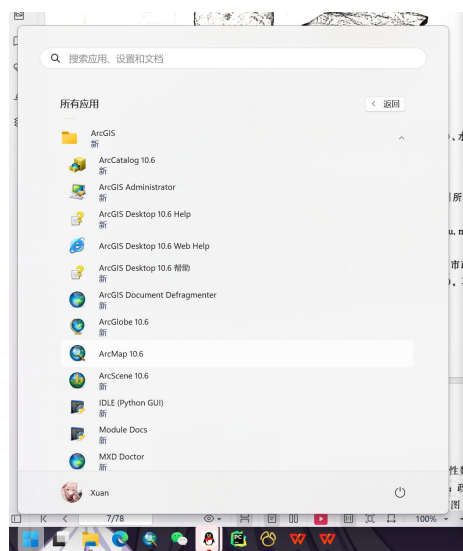 搜索应用、设置和文档
所有应用
返回
ArcGIS
新
ArcCatalog 10.6
新
ArcGIS Administrator
新
ArcGIS Desktop 10.6 Help
新
ArcGIS Desktop 10.6 Web Help
ArcGIS Desktop 10.6 帮助
新
ArcGIS Document Defragmenter
新
ArcGlobe 10.6
新
ArcMap 10.6
ArcScene 10.6
新
IDLE (Python GUI)
新
Module Docs
新
MXD Doctor
新
Xuan
7/78
100%
所
u.n
市
图